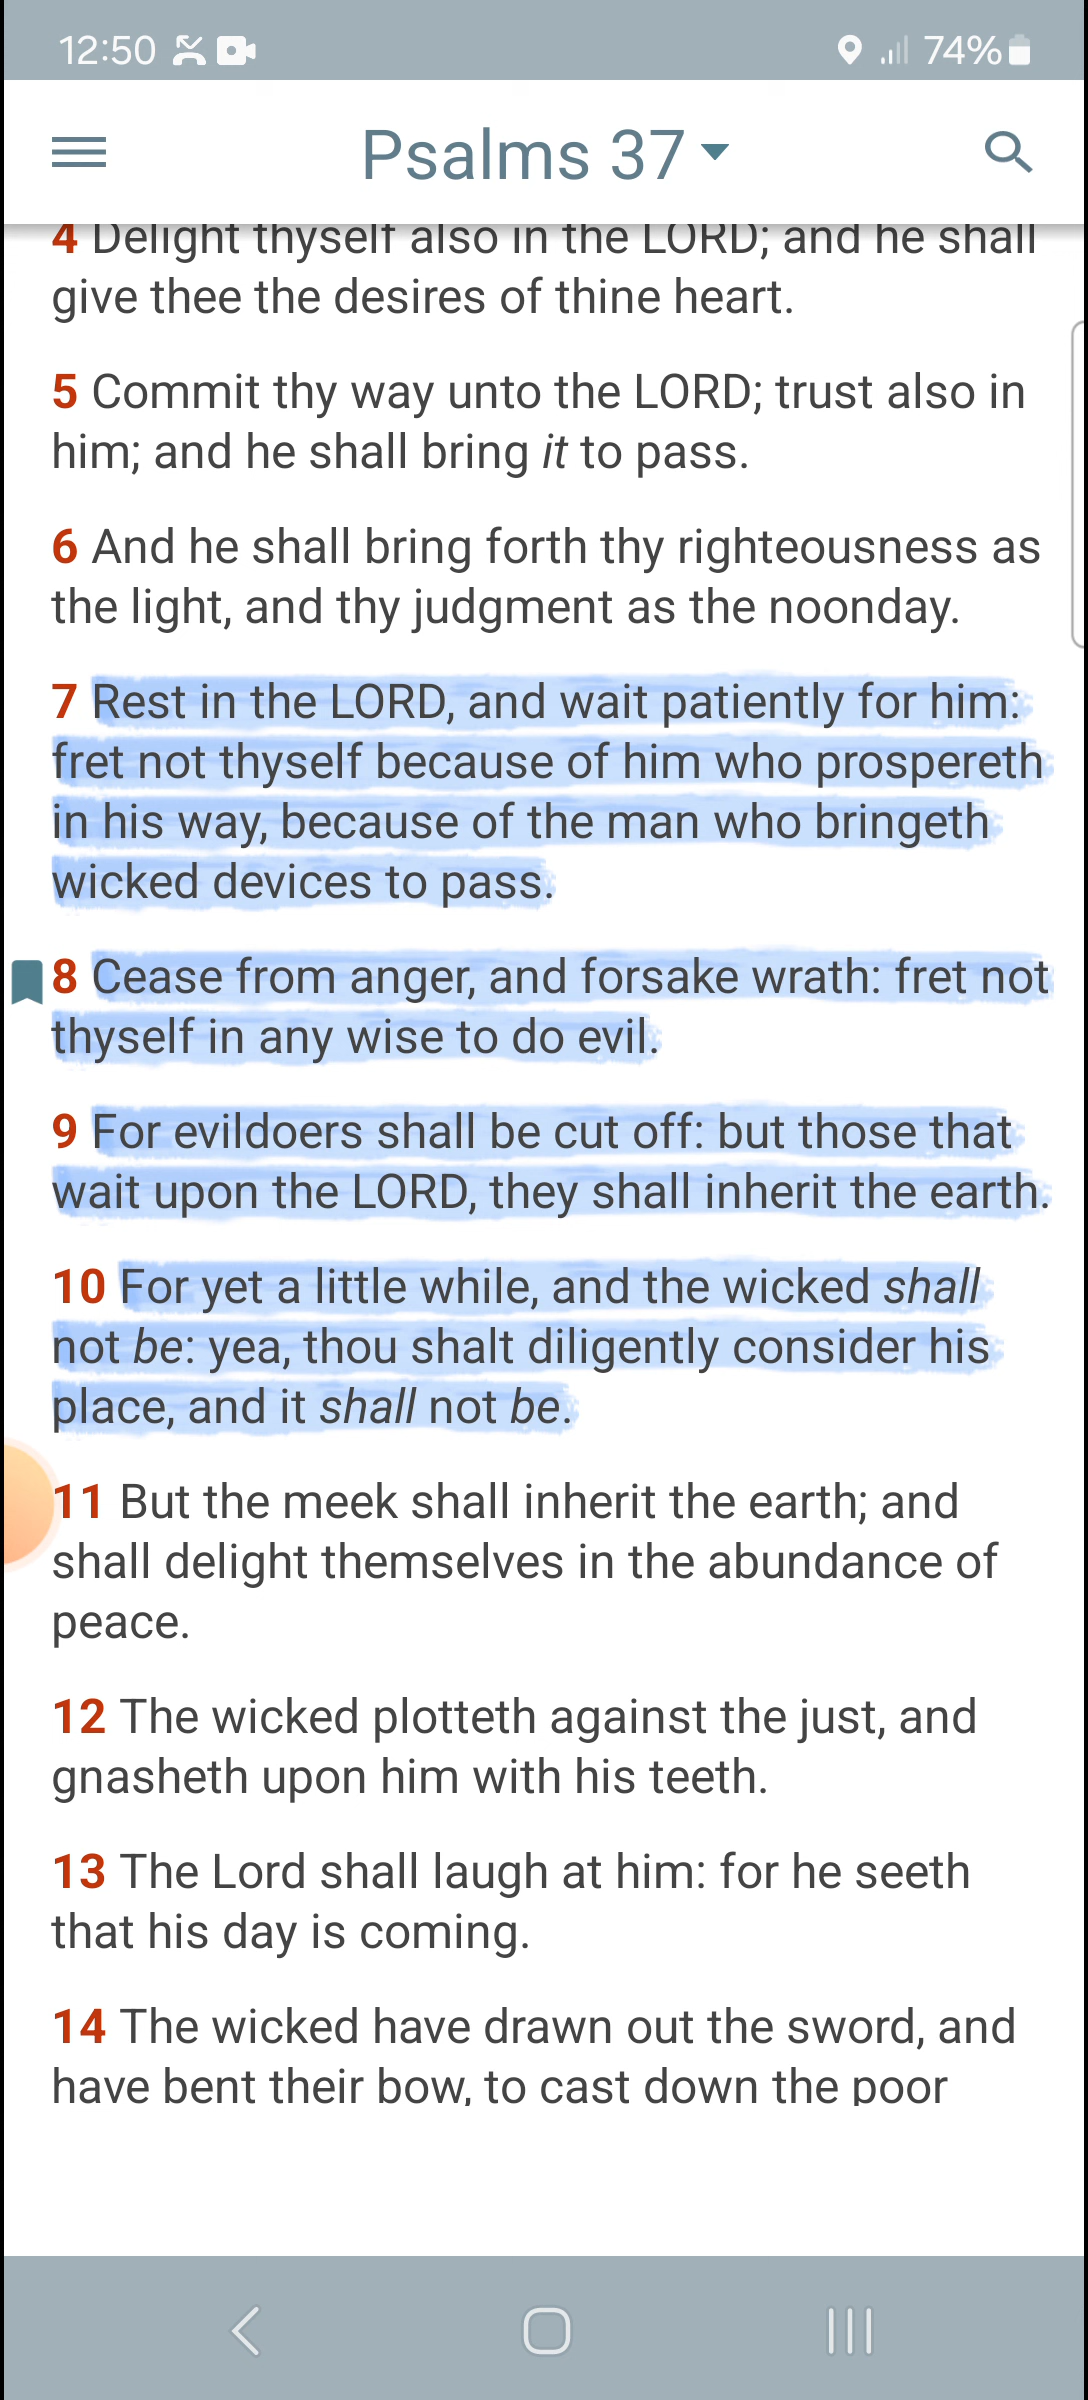 12:50
74%
Psalms 37
4 Delight thyself also in the LORD; and he shall
give thee the desires of thine heart.
5 Commit thy way unto the LORD; trust also in
him; and he shall bring it to pass.
6 And he shall bring forth thy righteousness as
the light, and thy judgment as the noonday.
7 Rest in the LORD, and wait patiently for him:
fret not thyself because of him who prospereth
in his way, because of the man who bringeth
wicked devices to pass.
8 Cease from anger, and forsake wrath: fret not
thyself in any wise to do evil.
9 For evildoers shall be cut off: but those that
wait upon the LORD, they shall inherit the earth.
10 For yet a little while, and the wicked shall
not be: yea, thou shalt diligently consider his
place, and it shall not be.
11 But the meek shall inherit the earth; and
shall delight themselves in the abundance of
peace.
12 The wicked plotteth against the just, and
gnasheth upon him with his teeth.
13 The Lord shall laugh at him: for he seeth
that his day is coming.
14 The wicked have drawn out the sword, and
have bent their bow, to cast down the poor